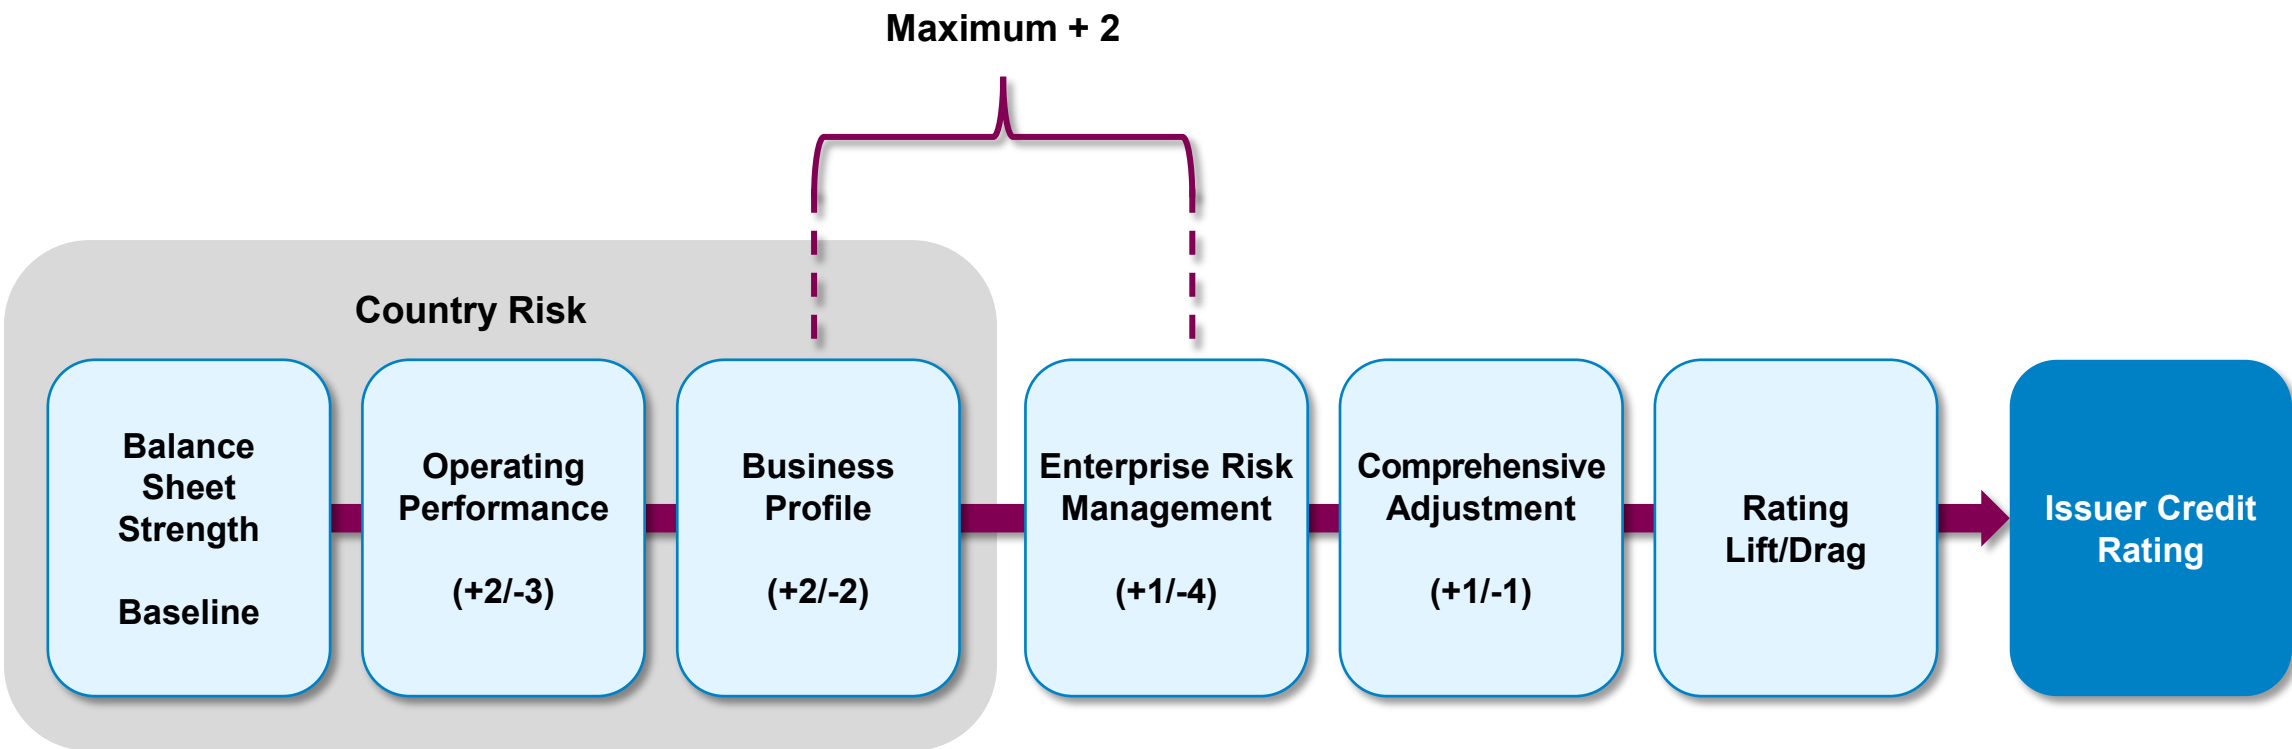 Maximum + 2
Country Risk
Balance
Sheet
Strength
Baseline
Operating
Performance
(+2/-3)
Business
Profile
(+2/-2)
Enterprise Risk
Management
(+1/-4)
Comprehensive
Adjustment
(+1/-1)
Rating
Lift/Drag
Issuer Credit
Rating